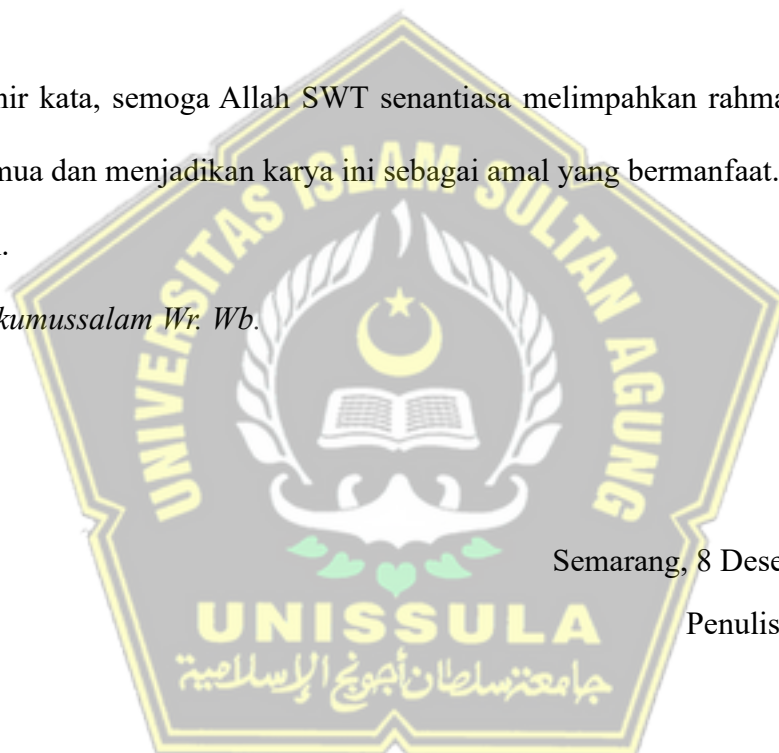 hir kata, semoga Allah SWT senantiasa melimpahkan rahma
mua dan menjadikan karya ini sebagai amal yang bermanfaat.
kumussalam Wr. Wb.
UNIVERSITAS ISLAM SULTAN AGUNG
Semarang, 8 Dese
Penulis
UNISSULA
جامعة سلطان أجونج الإسلامية